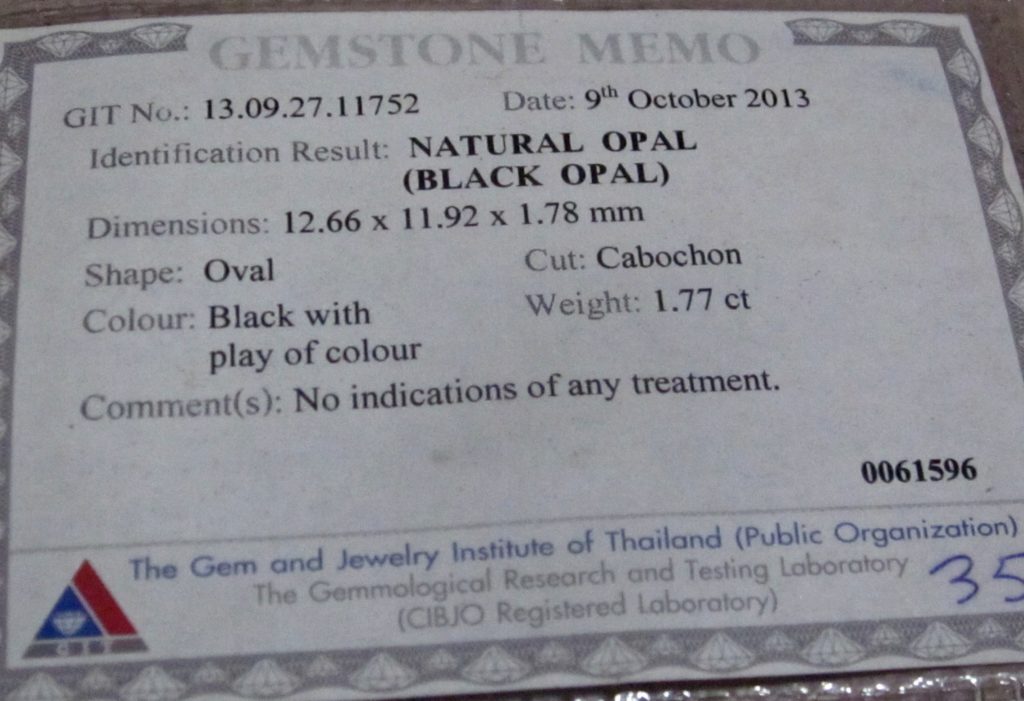 GEMSTONE MEMO
GIT No.: 13.09.27.11752 Date: 9th October 2013
Identification Result: NATURAL OPAL
(BLACK OPAL)
Dimensions: 12.66 x 11.92 x 1.78 mm
Shape: Oval Cut: Cabochon
Colour: Black with Weight: 1.77 ct
play of colour
Comment(s): No indications of any treatment.
0061596
The Gem and Jewelry Institute of Thailand (Public Organization)
The Gemmological Research and Testing Laboratory
(CIBJO Registered Laboratory)
35
GIT